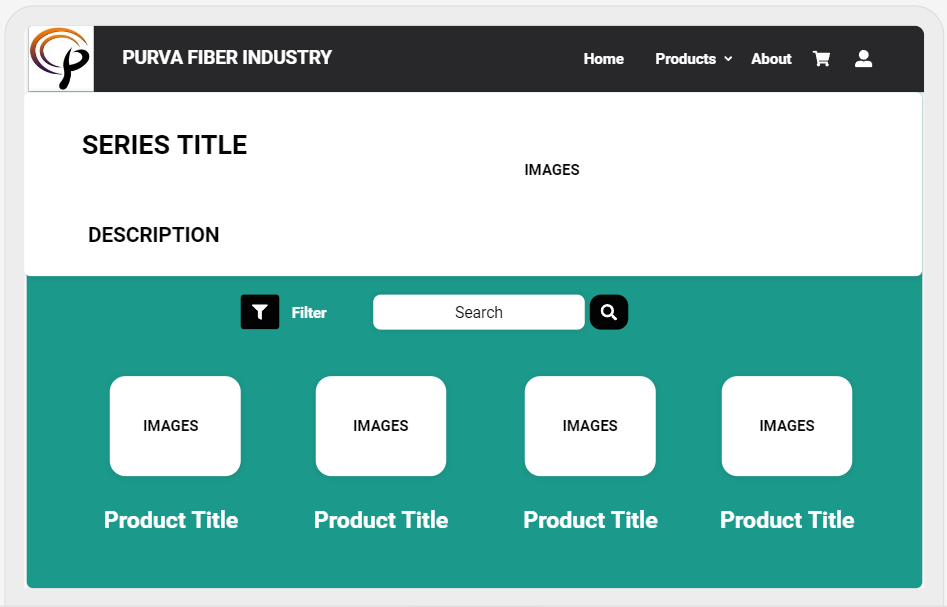 PURVA FIBER INDUSTRY
Home Products About
SERIES TITLE
IMAGES
DESCRIPTION
Filter Search
IMAGES IMAGES IMAGES IMAGES
Product Title Product Title Product Title Product Title